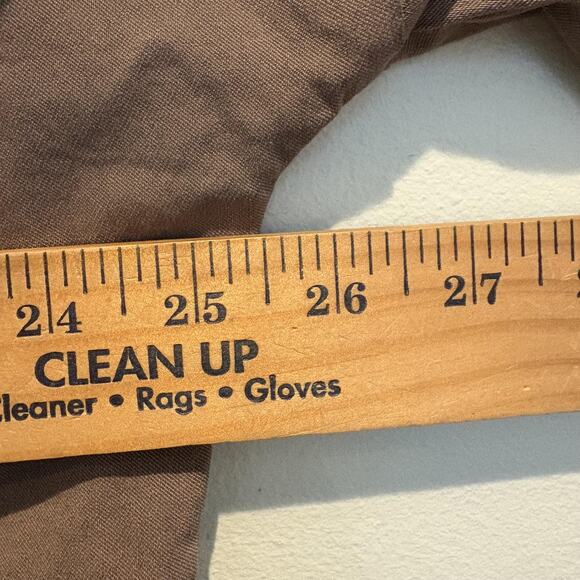 24 25 26 27
CLEAN UP
Cleaner • Rags • Gloves